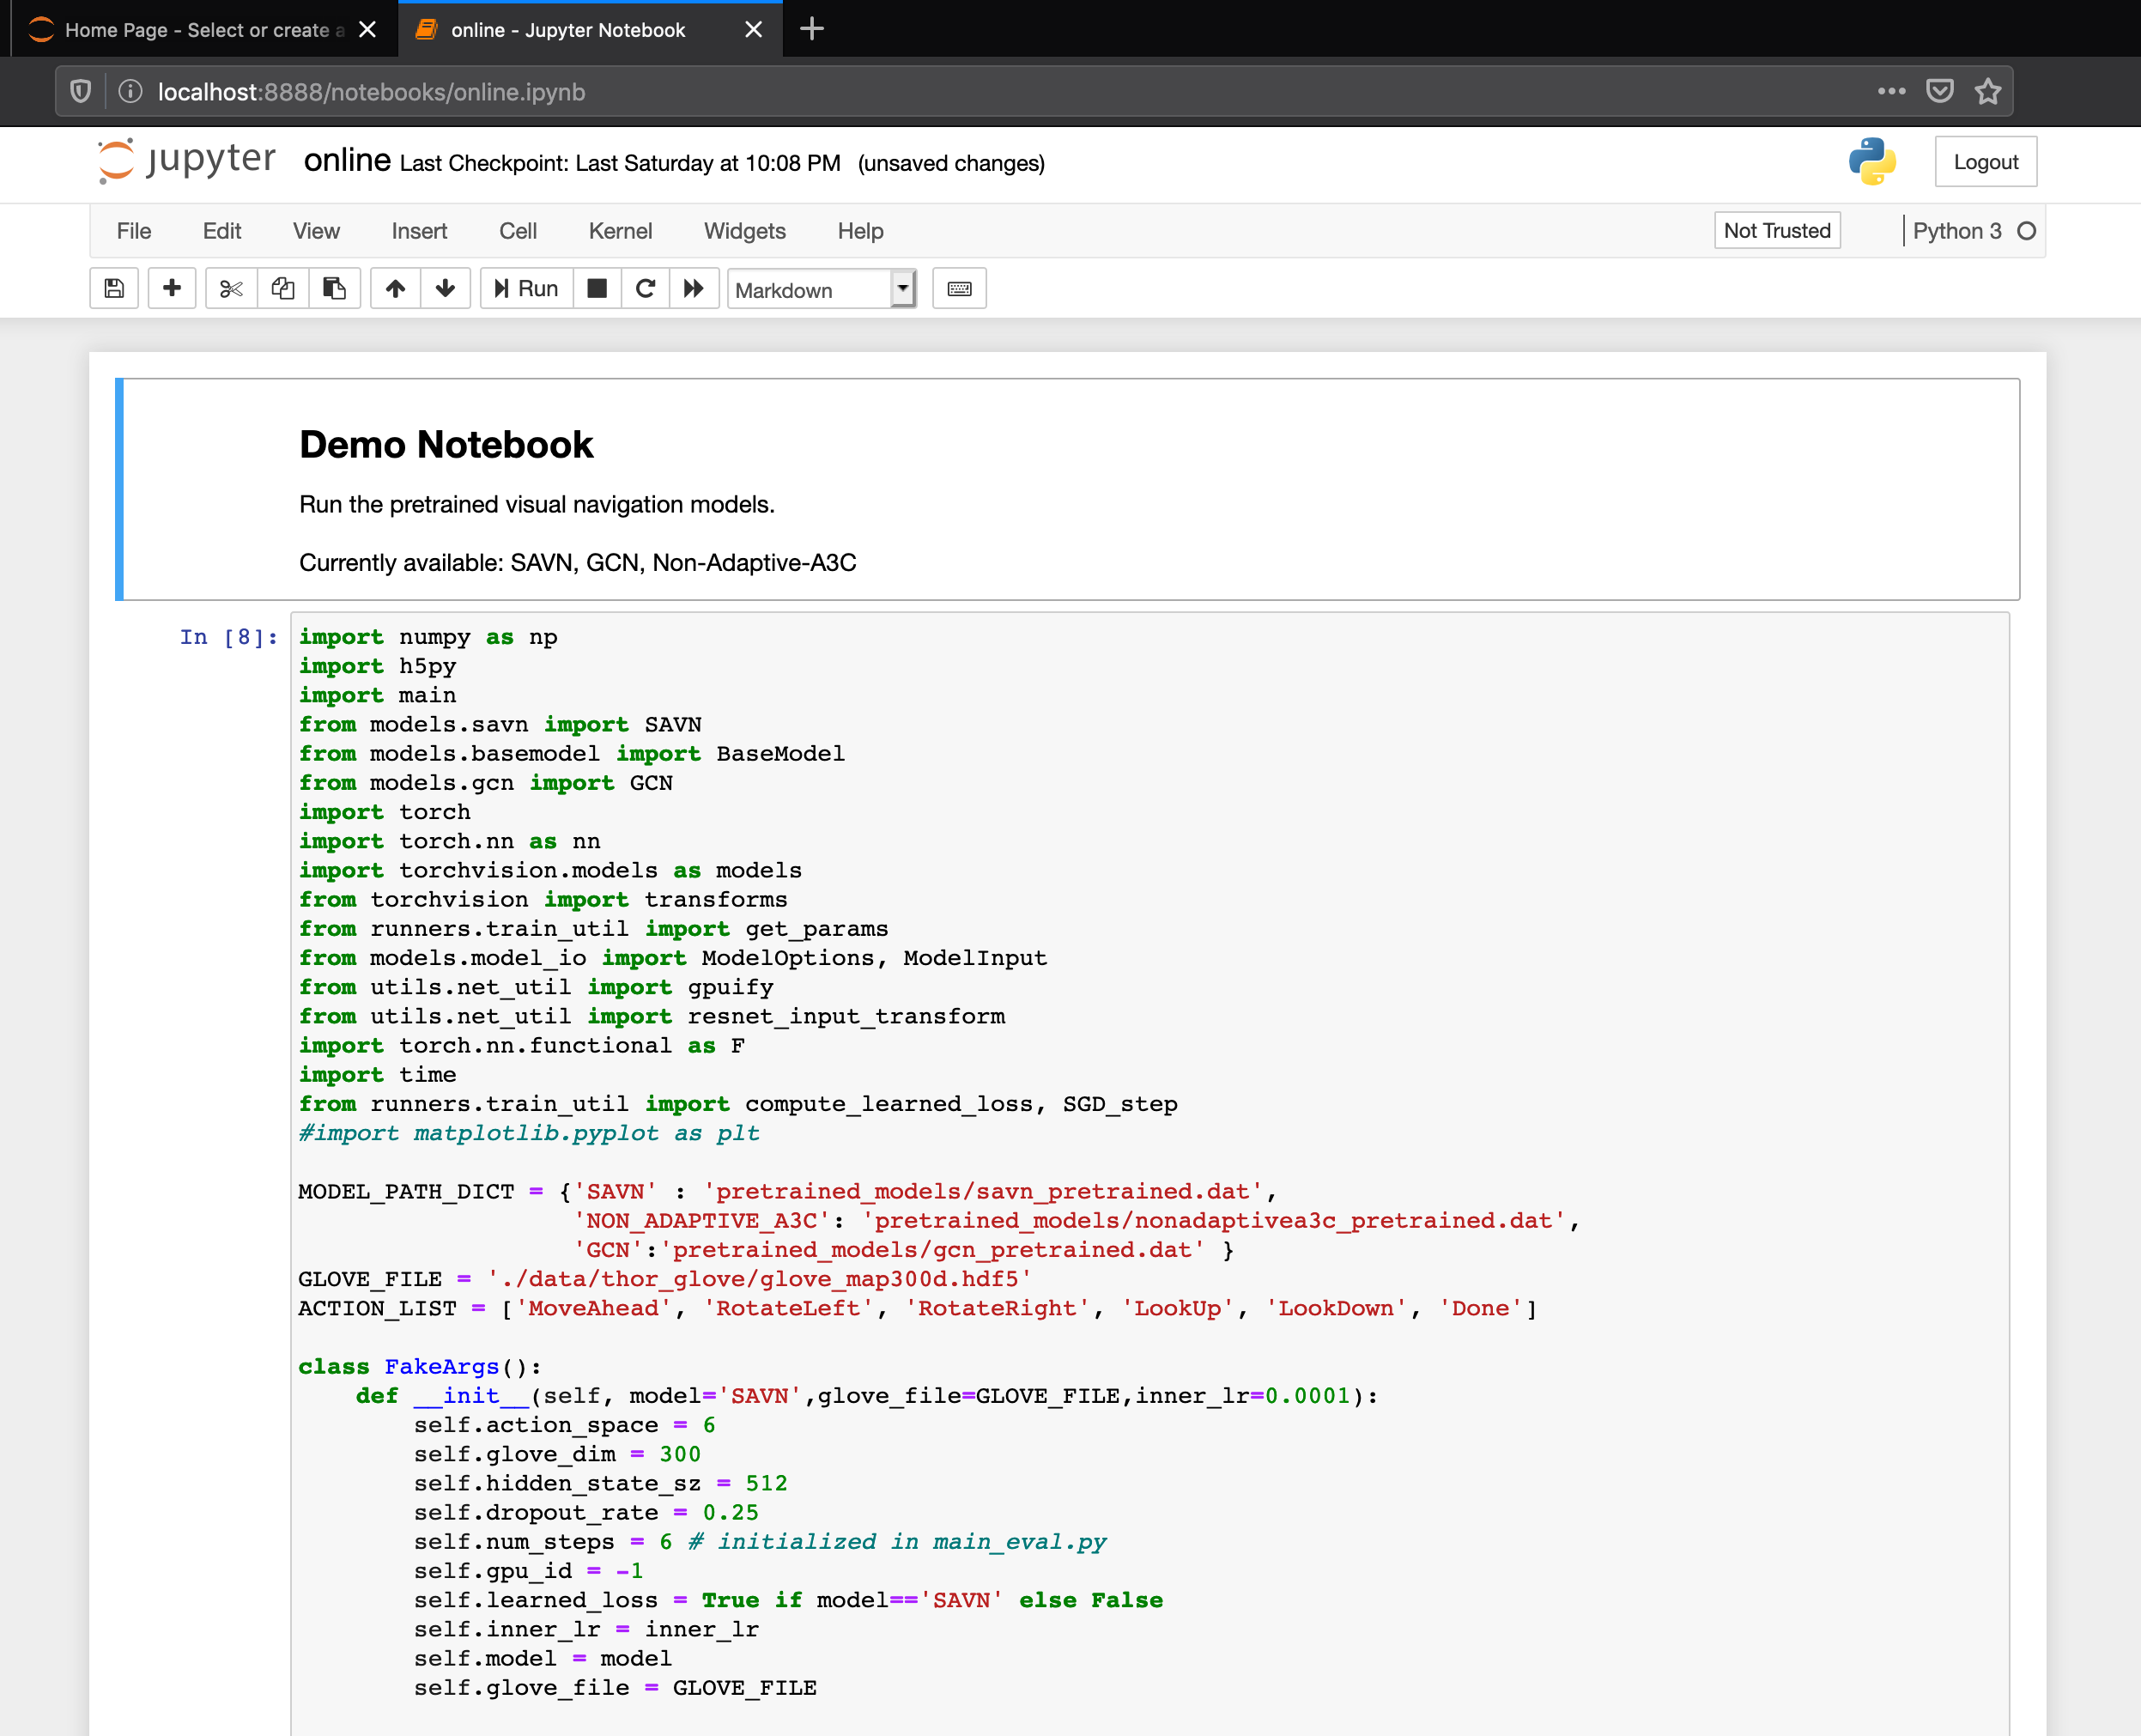 Home Page - Select or create a
online - Jupyter Notebook
localhost:8888/notebooks/online.ipynb
jupyter online Last Checkpoint: Last Saturday at 10:08 PM (unsaved changes)
Logout
File Edit View Insert Cell Kernel Widgets Help
Not Trusted
Python 3
Run
Markdown
Demo Notebook
Run the pretrained visual navigation models.
Currently available: SAVN, GCN, Non-Adaptive-A3C
In [8]:
import numpy as np
import h5py
import main
from models.savn import SAVN
from models.basemodel import BaseModel
from models.gcn import GCN
import torch
import torch.nn as nn
import torchvision.models as models
from torchvision import transforms
from runners.train_util import get_params
from models.model_io import ModelOptions, ModelInput
from utils.net_util import gpuify
from utils.net_util import resnet_input_transform
import torch.nn.functional as F
import time
from runners.train_util import compute_learned_loss, SGD_step
#import matplotlib.pyplot as plt
MODEL_PATH_DICT = {'SAVN' : 'pretrained_models/savn_pretrained.dat',
'NON_ADAPTIVE_A3C': 'pretrained_models/nonadaptivea3c_pretrained.dat',
'GCN':'pretrained_models/gcn_pretrained.dat' }
GLOVE_FILE = './data/thor_glove/glove_map300d.hdf5'
ACTION_LIST = ['MoveAhead', 'RotateLeft', 'RotateRight', 'LookUp', 'LookDown', 'Done']
class FakeArgs():
def __init__(self, model='SAVN',glove_file=GLOVE_FILE,inner_lr=0.0001):
self.action_space = 6
self.glove_dim = 300
self.hidden_state_sz = 512
self.dropout_rate = 0.25
self.num_steps = 6 # initialized in main_eval.py
self.gpu_id = -1
self.learned_loss = True if model=='SAVN' else False
self.inner_lr = inner_lr
self.model = model
self.glove_file = GLOVE_FILE